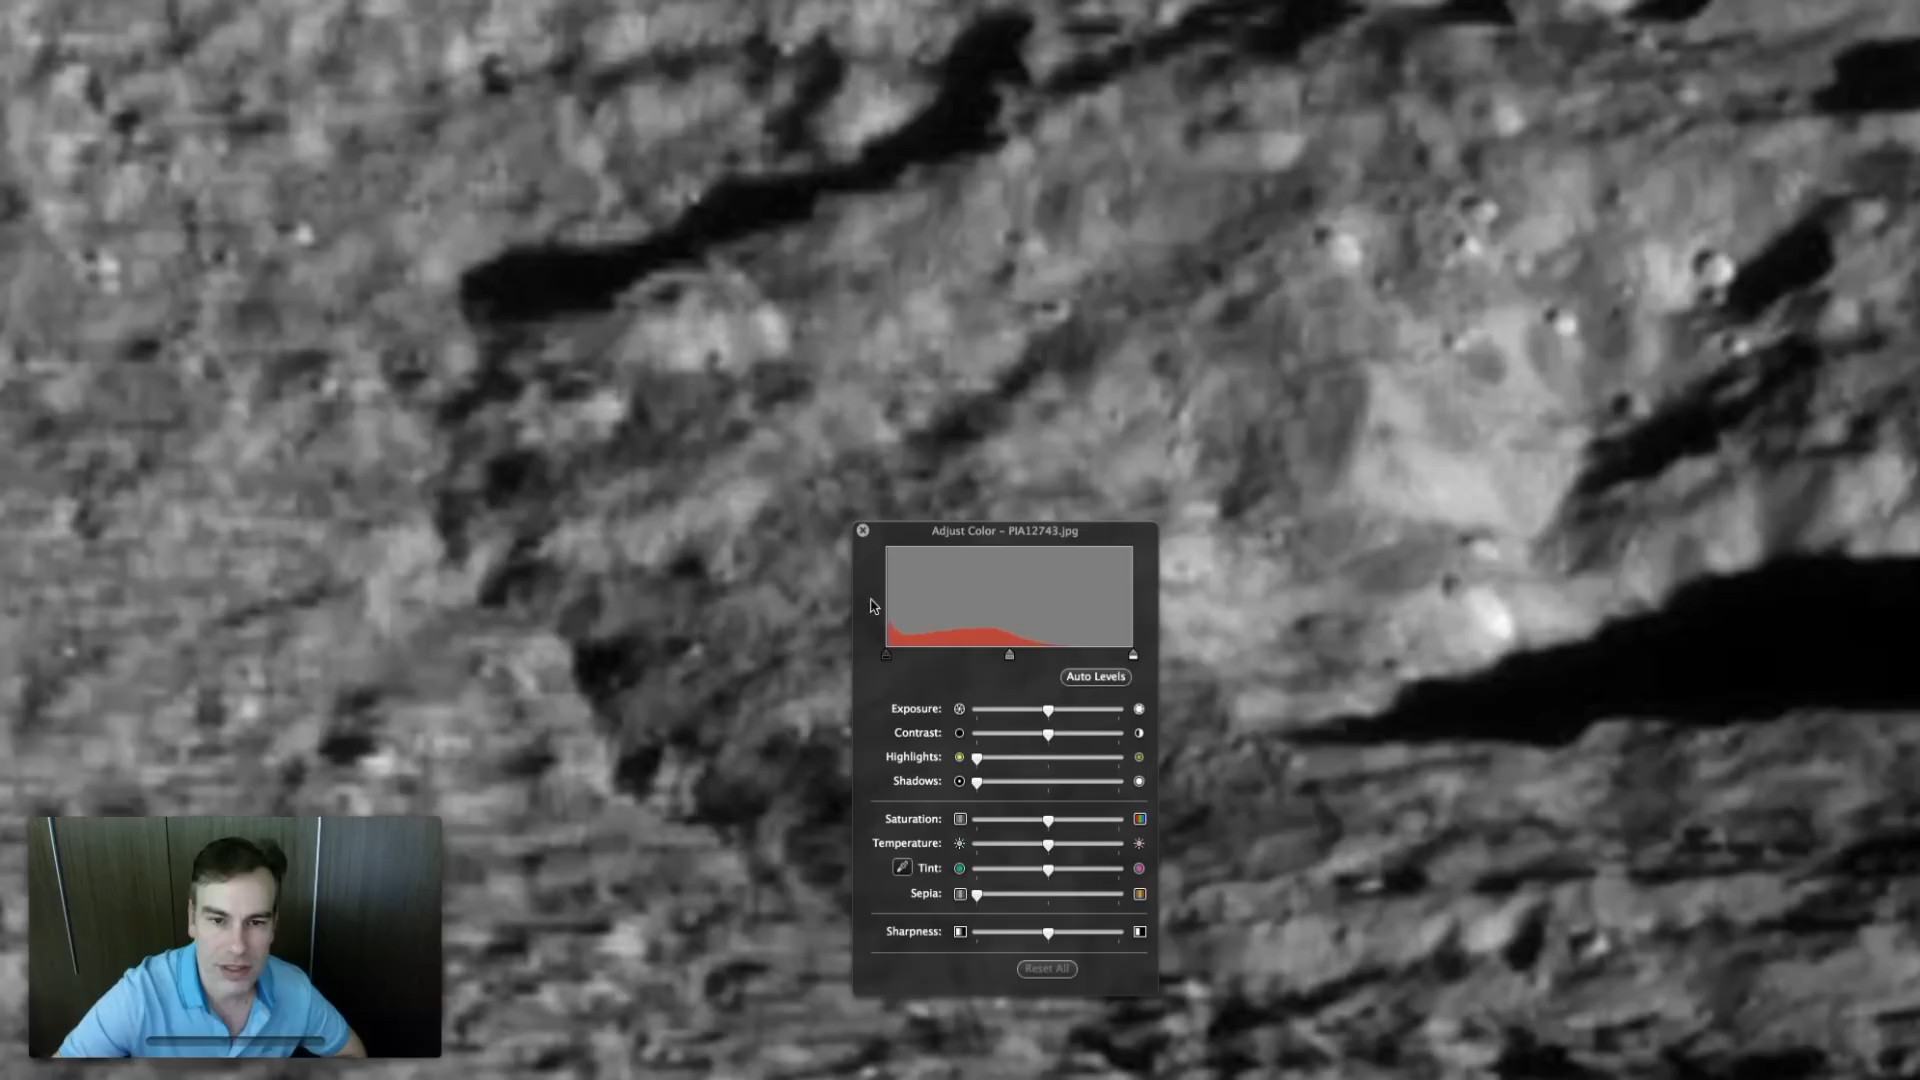 Adjust Color - PIA12743.jpg
Auto Levels
Exposure:
Contrast:
Highlights:
Shadows:
Saturation:
Temperature:
Tint:
Sepia:
Sharpness:
Reset All